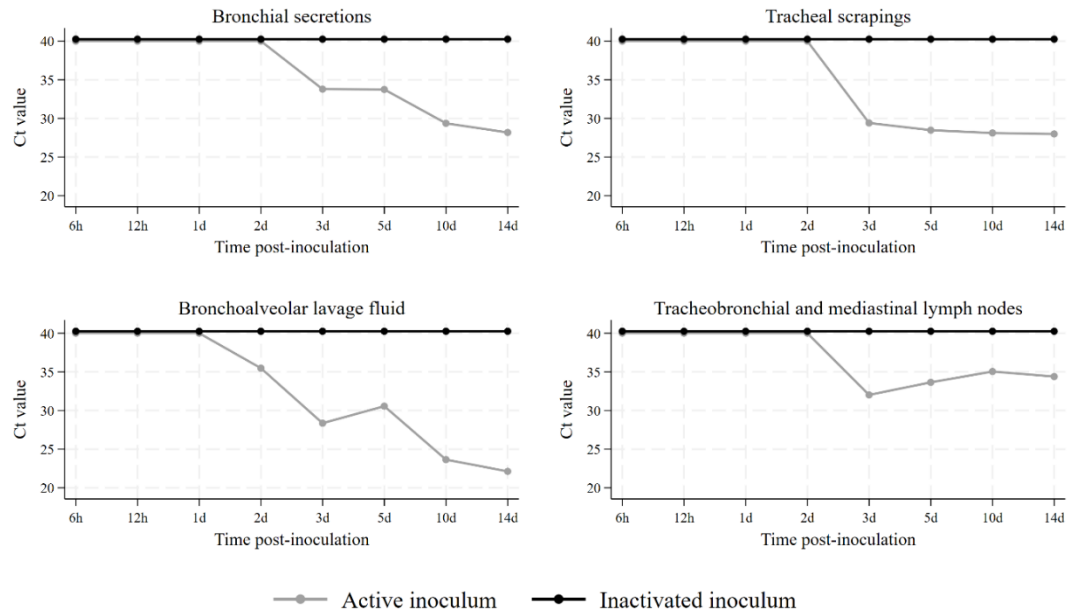 Bronchial secretions
Ct value
40
35
30
25
20
6h 12h 1d 2d 3d 5d 10d 14d
Time post-inoculation
Tracheal scrapings
Ct value
40
35
30
25
20
6h 12h 1d 2d 3d 5d 10d 14d
Time post-inoculation
Bronchoalveolar lavage fluid
Ct value
40
35
30
25
20
6h 12h 1d 2d 3d 5d 10d 14d
Time post-inoculation
Tracheobronchial and mediastinal lymph nodes
Ct value
40
35
30
25
20
6h 12h 1d 2d 3d 5d 10d 14d
Time post-inoculation
Active inoculum Inactivated inoculum